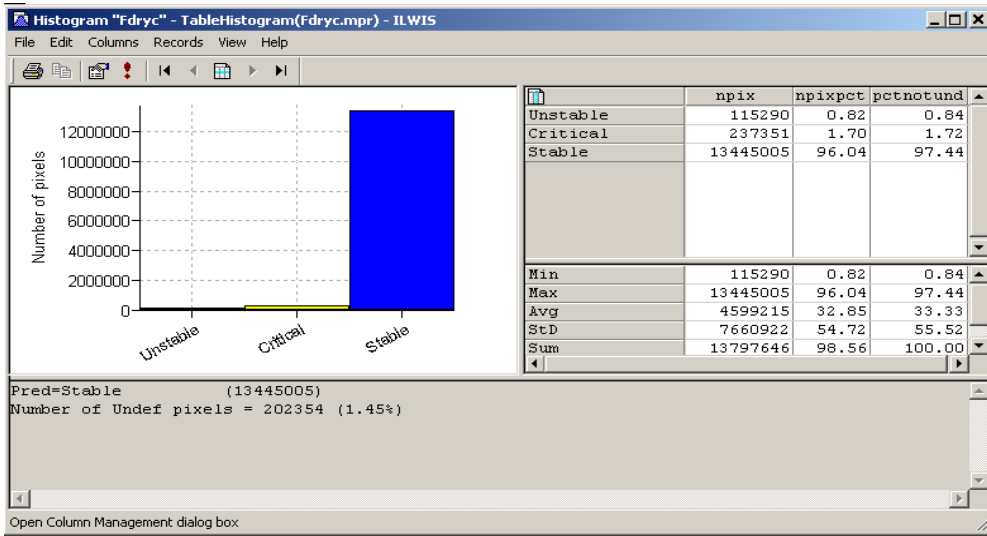 Histogram "Fdryc" - TableHistogram(Fdryc.mpr) - ILWIS
File Edit Columns Records View Help
Number of pixels
12000000
10000000
8000000
6000000
4000000
2000000
0
Unstable Critical Stable
npix npixpct pctnotund
Unstable 115290 0.82 0.84
Critical 237351 1.70 1.72
Stable 13445005 96.04 97.44
Min 115290 0.82 0.84
Max 13445005 96.04 97.44
Avg 4599215 32.85 33.33
StD 7660922 54.72 55.52
Sum 13797646 98.56 100.00
Pred=Stable (13445005)
Number of Undef pixels = 202354 (1.45%)
Open Column Management dialog box